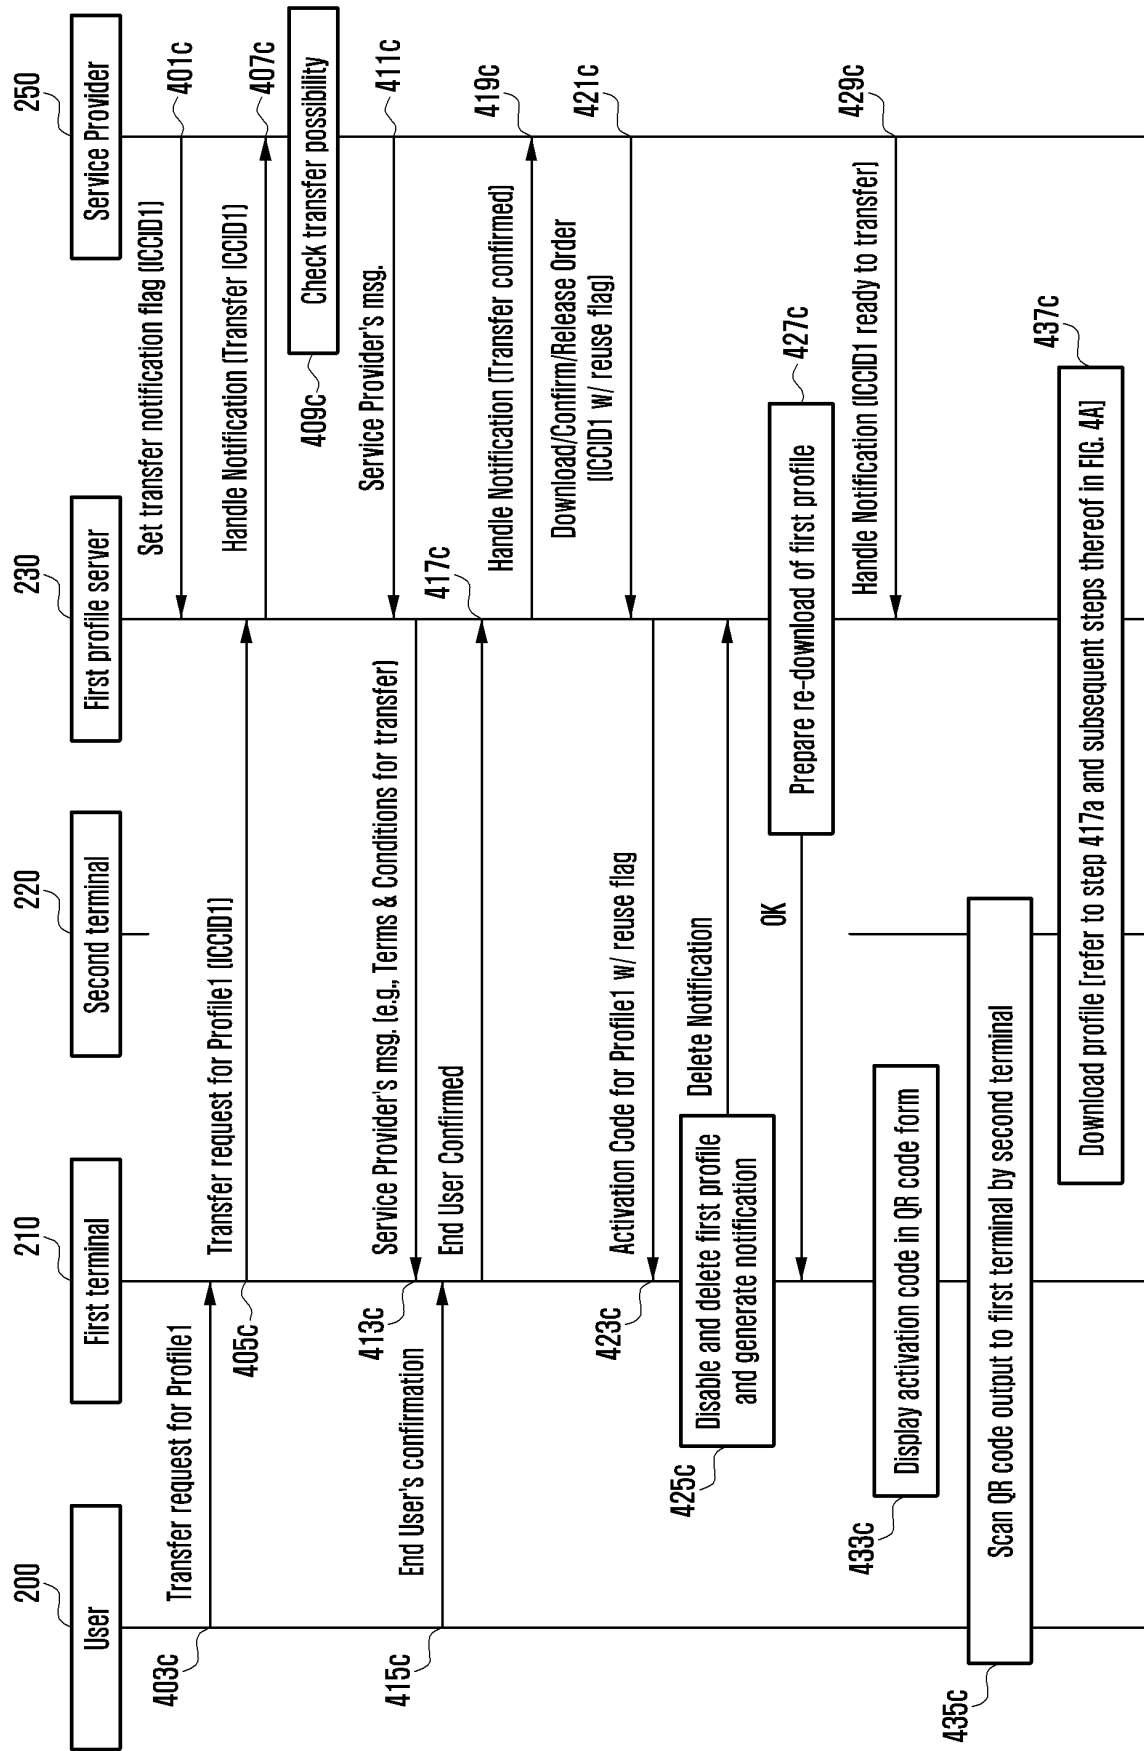 200
User
210
First terminal
220
Second terminal
230
First profile server
250
Service Provider
Set transfer notification flag (ICCID1)
401c
403c
Transfer request for Profile1
405c
Transfer request for Profile1 (ICCID1)
Handle Notification (Transfer ICCID1)
407c
409c
Check transfer possibility
Service Provider's msg.
411c
413c
Service Provider's msg. (e.g., Terms & Conditions for transfer)
415c
End User's confirmation
End User Confirmed
417c
Handle Notification (Transfer confirmed)
419c
Download/Confirm/Release Order
(ICCID1 w/ reuse flag)
421c
423c
Activation Code for Profile1 w/ reuse flag
425c
Disable and delete first profile
and generate notification
Delete Notification
427c
Prepare re-download of first profile
OK
Handle Notification (ICCID1 ready to transfer)
429c
433c
Display activation code in QR code form
435c
Scan QR code output to first terminal by second terminal
437c
Download profile [refer to step 417a and subsequent steps thereof in FIG. 4A]